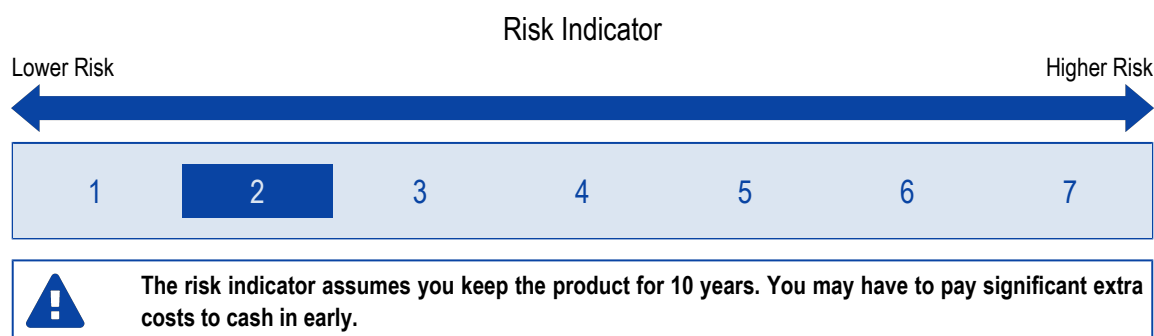 Risk Indicator
Lower Risk Higher Risk
1 2 3 4 5 6 7
The risk indicator assumes you keep the product for 10 years. You may have to pay significant extra
costs to cash in early.